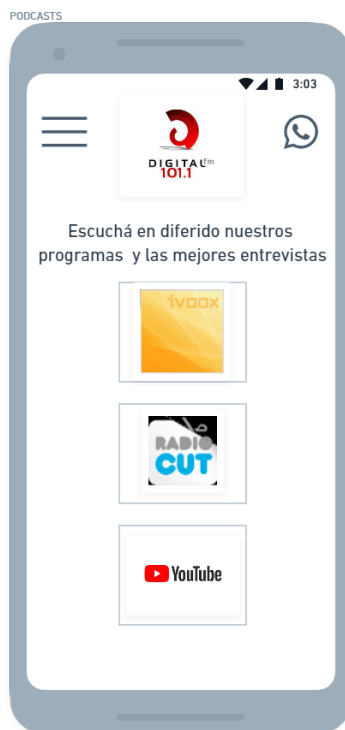 PODCASTS
3:03
DIGITAL fm
101.1
Escuchá en diferido nuestros
programas y las mejores entrevistas
ivoox
RADIO
CUT
YouTube